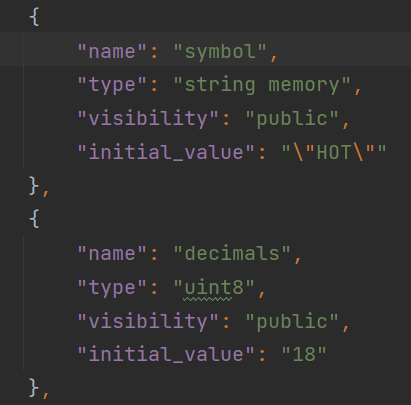 {
"name": "symbol",
"type": "string memory",
"visibility": "public",
"initial_value": "\"HOT\""
},
{
"name": "decimals",
"type": "uint8",
"visibility": "public",
"initial_value": "18"
},